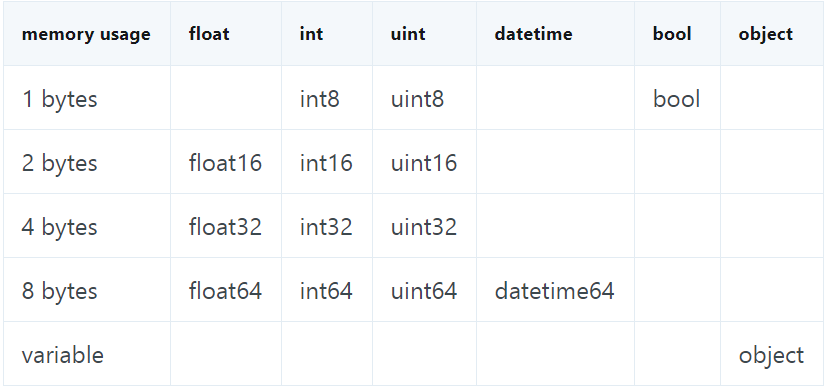 memory usage float int uint datetime bool object
1 bytes int8 uint8 bool
2 bytes float16 int16 uint16
4 bytes float32 int32 uint32
8 bytes float64 int64 uint64 datetime64
variable object